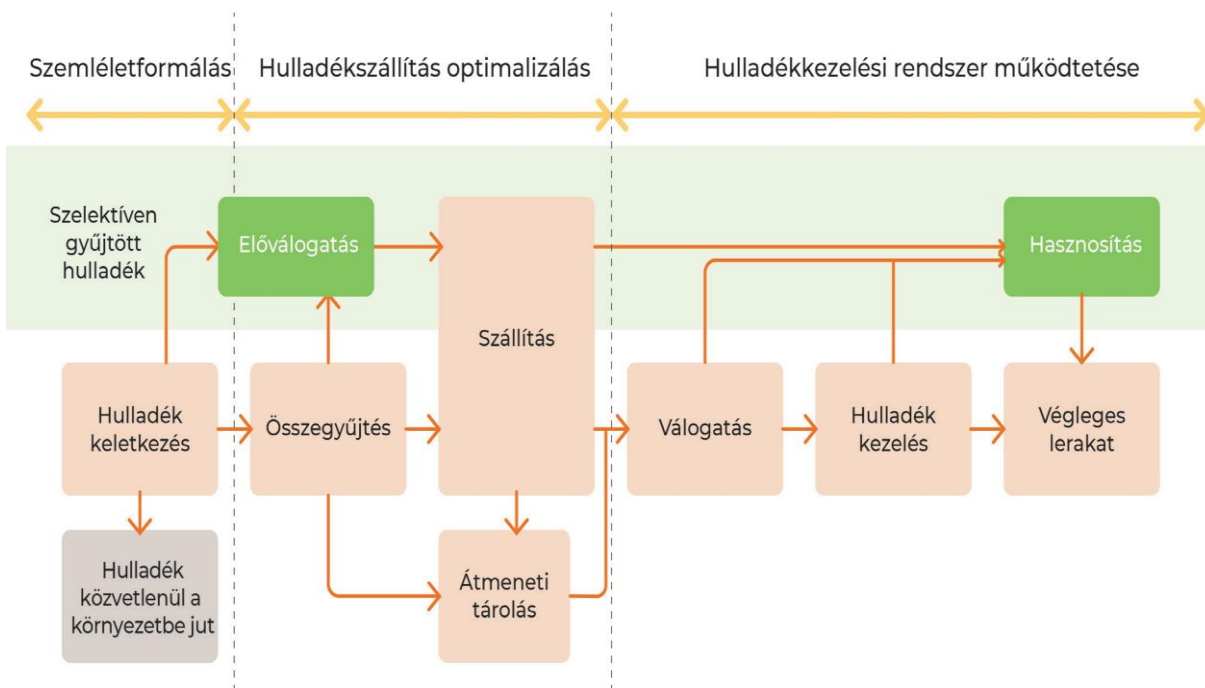 Szemléletformálás
Hulladékszállítás optimalizálás
Hulladékkezelési rendszer működtetése
Szelektíven
gyűjtött
hulladék
Előválogatás
Szállítás
Hasznosítás
Hulladék
keletkezés
Összegyűjtés
Válogatás
Hulladék
kezelés
Végleges
lerakat
Hulladék
közvetlenül a
környezetbe jut
Átmeneti
tárolás